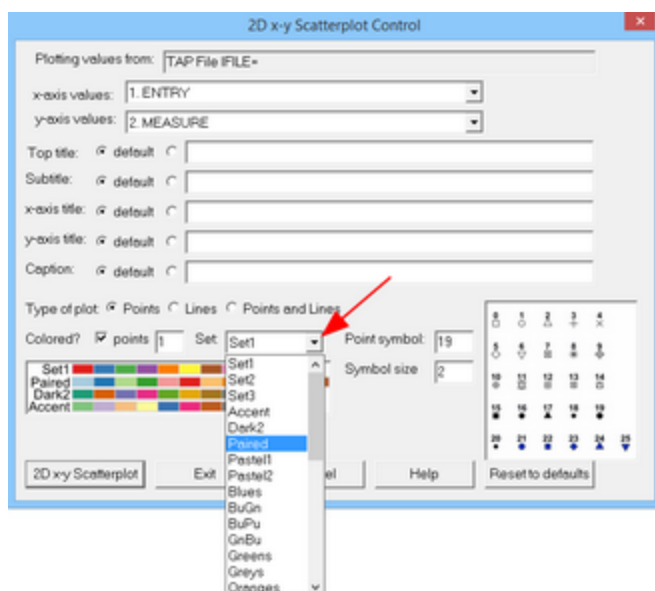 2D x-y Scatterplot Control
Plotting values from: TAP File IFILE=
x-axis values: 1. ENTRY
y-axis values: 2. MEASURE
Top title: default
Subtitle: default
x-axis title: default
y-axis title: default
Caption: default
Type of plot: Points Lines Points and Lines
Colored? points 1 Set: Set1 Point symbol: 19
Symbol size 2
Set1
Paired
Dark2
Accent
Set1
Set2
Set3
Accent
Dark2
Paired
Pastel1
Pastel2
Blues
BuGn
BuPu
GnBu
Greens
Greys
Oranges
0 1 2 3 4
5 6 7 8 9
10 11 12 13 14
15 16 17 18 19
20 21 22 23 24 25
2D x-y Scatterplot Exit el Help Reset to defaults